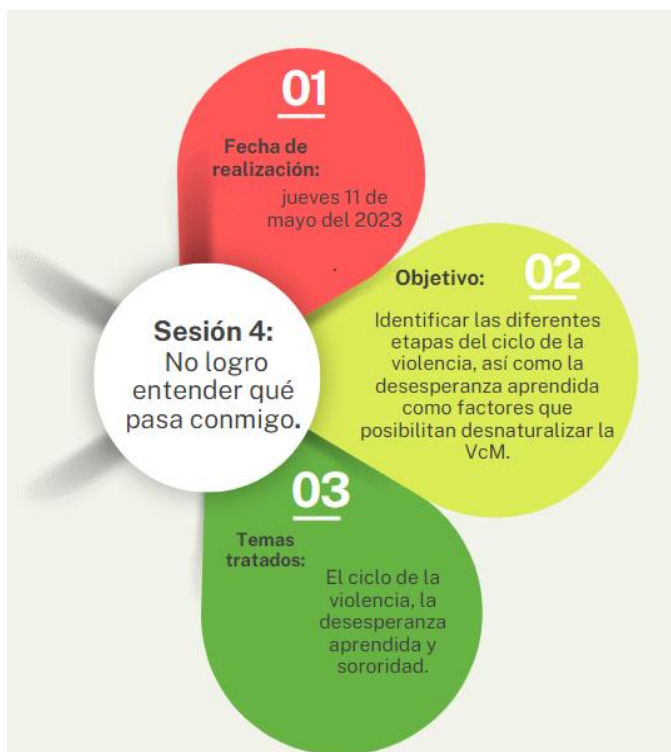 01
Fecha de
realización:
jueves 11 de
mayo del 2023
.
Objetivo:
02
Identificar las diferentes
etapas del ciclo de la
violencia, así como la
desesperanza aprendida
como factores que
posibilitan desnaturalizar la
VcM.
Sesión 4:
No logro
entender qué
pasa conmigo.
03
Temas
tratados:
El ciclo de la
violencia, la
desesperanza
aprendida y
sororidad.